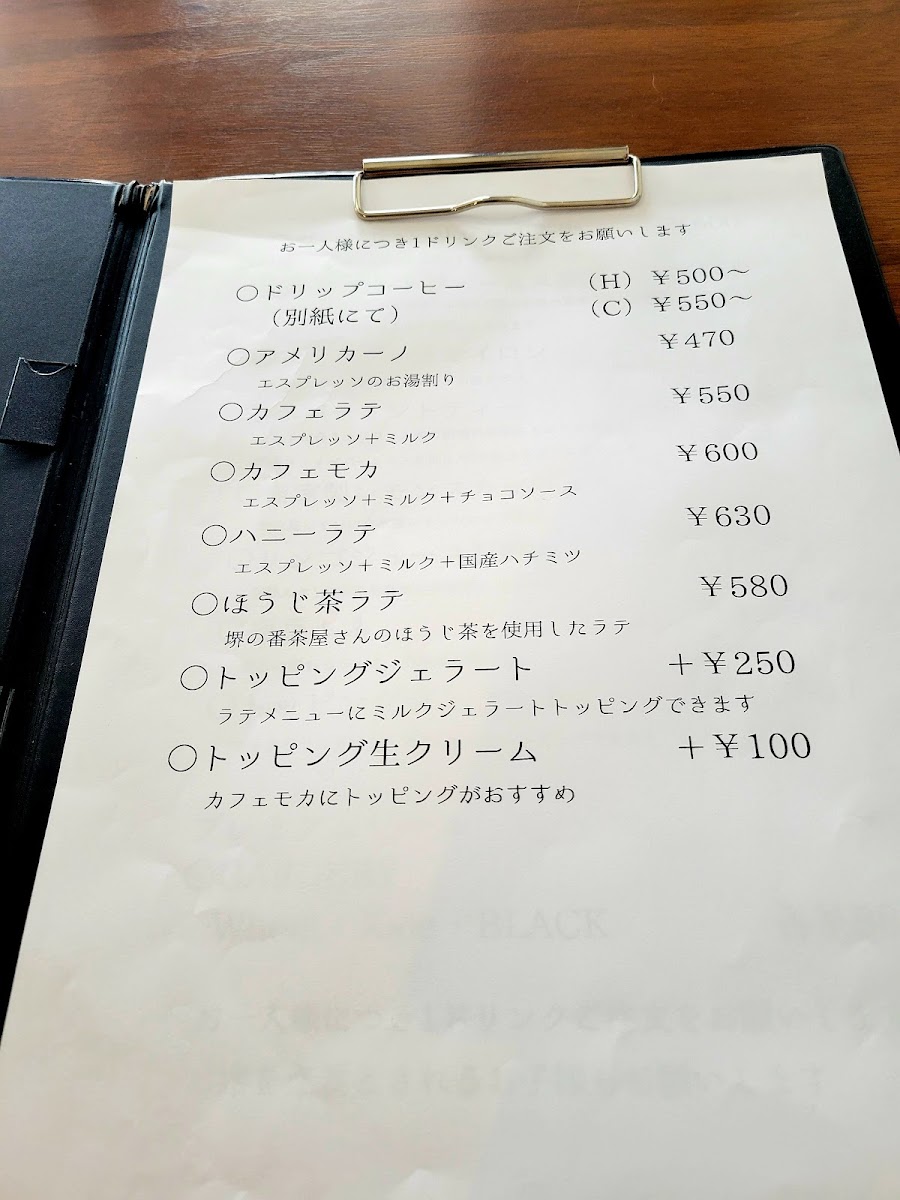 お一人様につき1ドリンクご注文をお願いします
○ドリップコーヒー （H） ￥500〜
（別紙にて） （C） ￥550〜
○アメリカーノ ￥470
エスプレッソのお湯割り
○カフェラテ ￥550
エスプレッソ＋ミルク
○カフェモカ ￥600
エスプレッソ＋ミルク＋チョコソース
○ハニーラテ ￥630
エスプレッソ＋ミルク＋国産ハチミツ
○ほうじ茶ラテ ￥580
堺の番茶屋さんのほうじ茶を使用したラテ
○トッピングジェラート ＋￥250
ラテメニューにミルクジェラートトッピングできます
○トッピング生クリーム ＋￥100
カフェモカにトッピングがおすすめ
BLACK